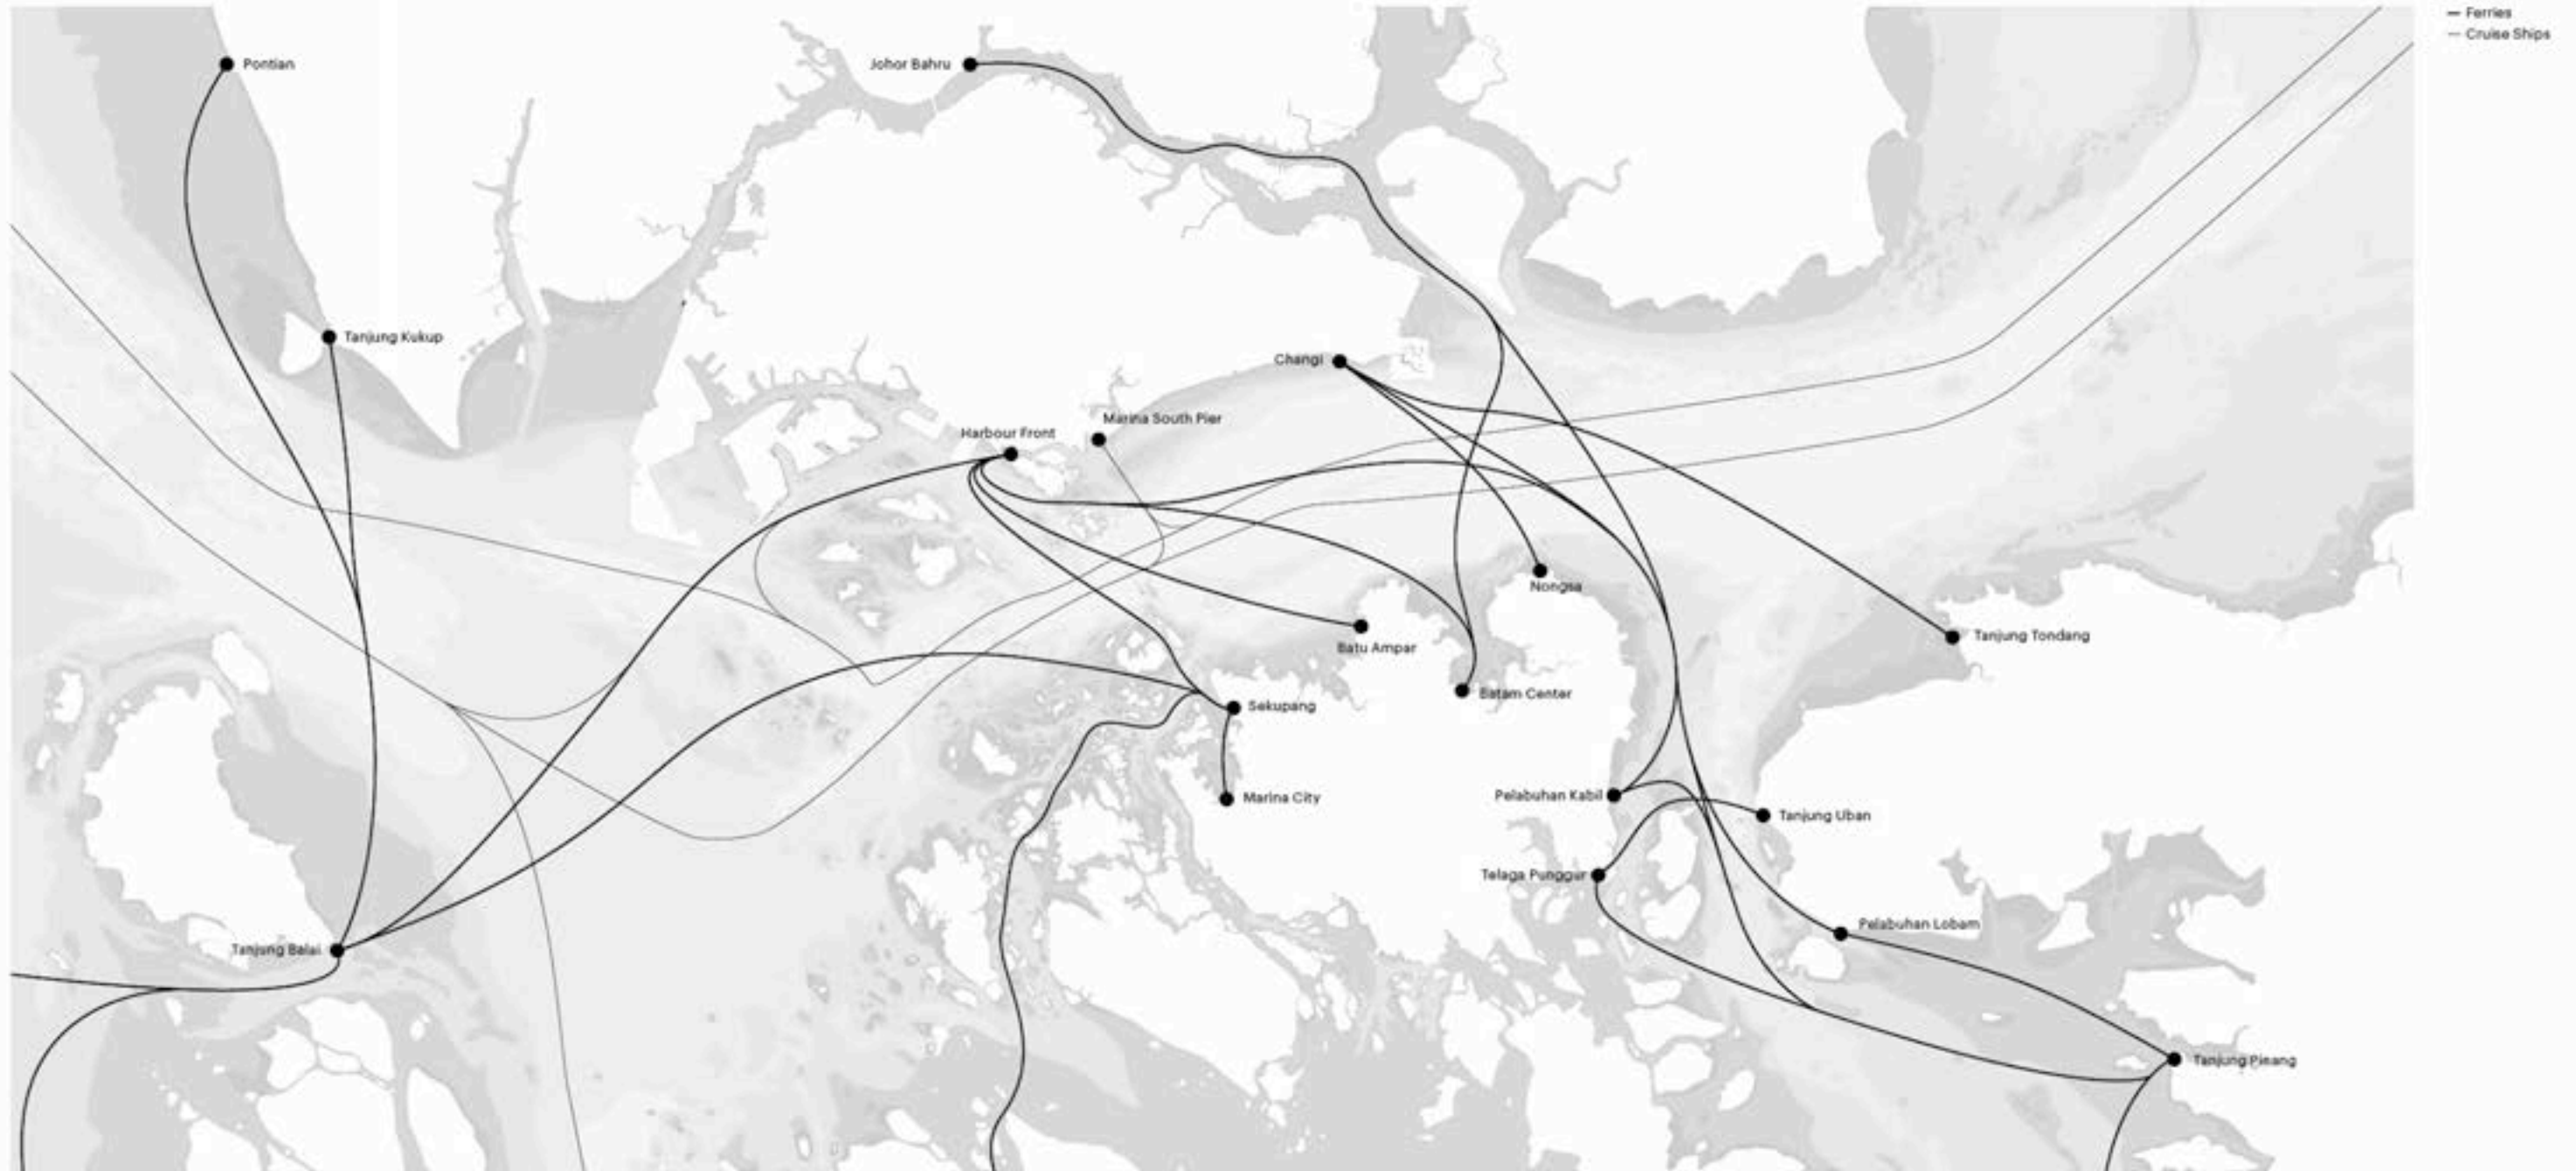 Ferries
Cruise Ships
Pontian
Johor Bahru
Tanjung Kukup
Changi
Marina South Pier
Harbour Front
Nongsa
Tanjung Tondang
Batu Ampar
Batam Center
Sekupang
Marina City
Pelabuhan Kabil
Tanjung Uban
Telaga Punggur
Pelabuhan Lobam
Tanjung Balai
Tanjung Pinang